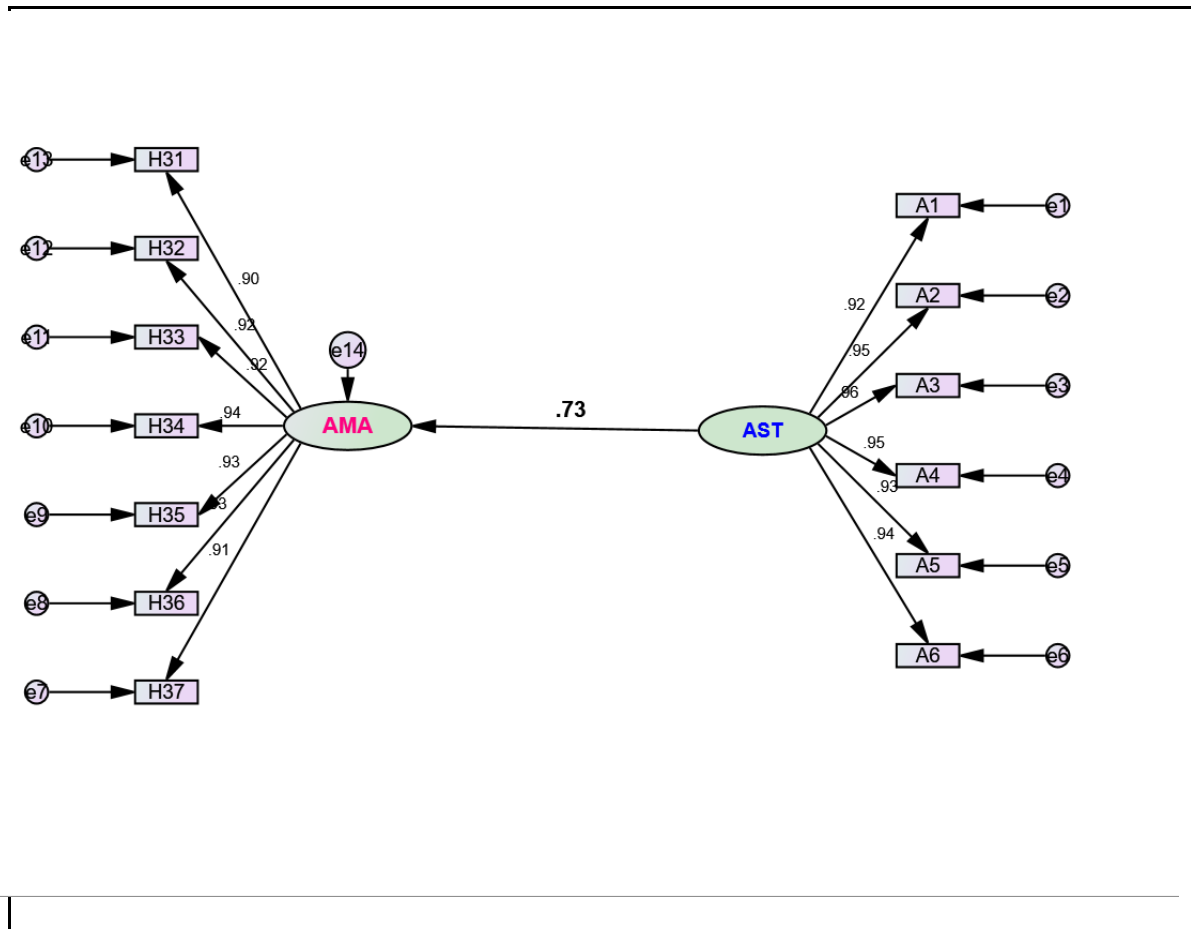 e13 H31
A1 e1
e12 H32
.90
A2 e2
.92
.92
e11 H33
e14
.95
.92
A3 e3
.96
.94
.73
e10 H34
AMA
AST
.95
.93
A4 e4
.93
e9 H35
.94
.91
A5 e5
e8 H36
A6 e6
e7 H37